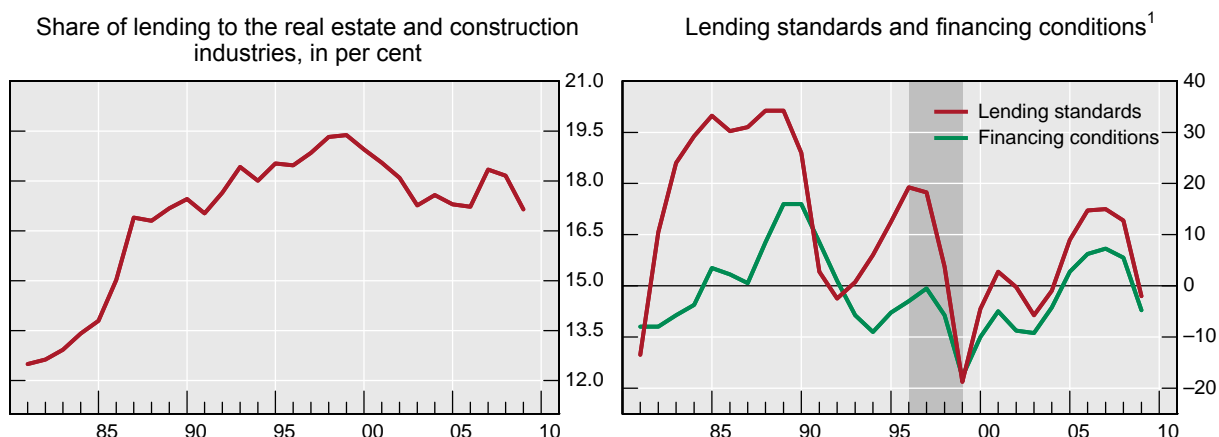 Share of lending to the real estate and construction
industries, in per cent
21.0
19.5
18.0
16.5
15.0
13.5
12.0
85 90 95 00 05 10
Lending standards and financing conditions¹
Lending standards
Financing conditions
40
30
20
10
0
–10
–20
85 90 95 00 05 10